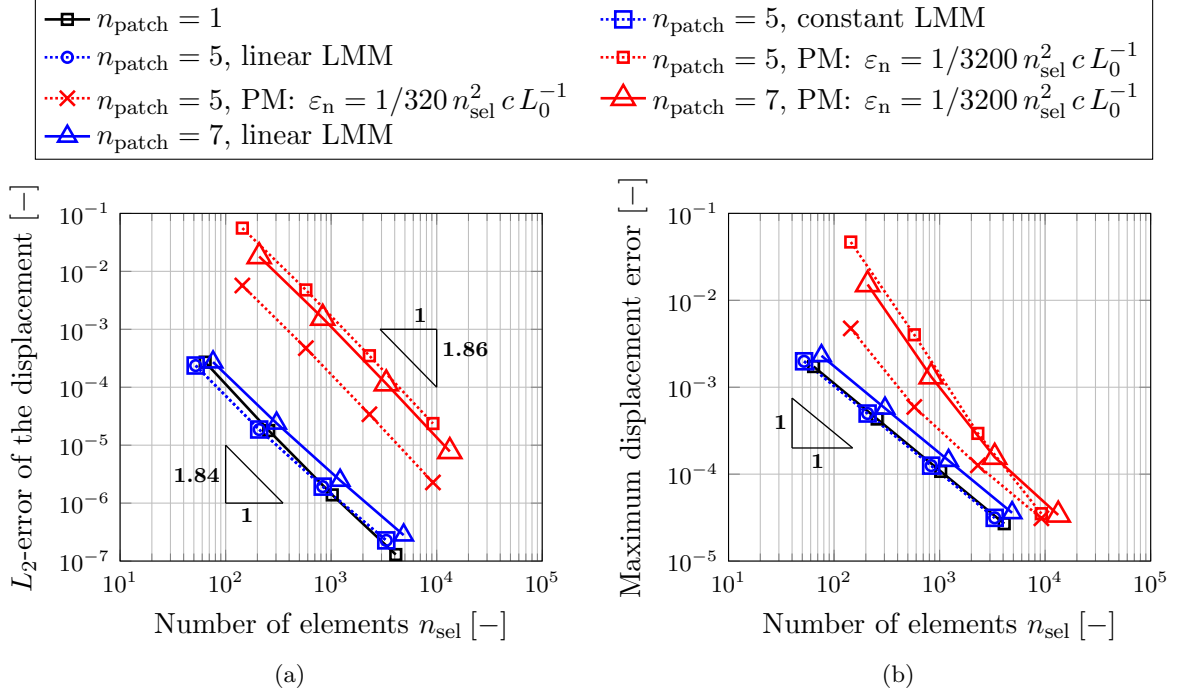 n_patch = 1
n_patch = 5, constant LMM
n_patch = 5, linear LMM
n_patch = 5, PM: ε_n = 1/3200 n_sel^2 c L_0^{-1}
n_patch = 5, PM: ε_n = 1/320 n_sel^2 c L_0^{-1}
n_patch = 7, PM: ε_n = 1/3200 n_sel^2 c L_0^{-1}
n_patch = 7, linear LMM
L_2-error of the displacement [−]
10^{-1}
10^{-2}
10^{-3}
10^{-4}
10^{-5}
10^{-6}
10^{-7}
1
1.86
1.84
1
10^1
10^2
10^3
10^4
10^5
Number of elements n_sel [−]
(a)
Maximum displacement error [−]
10^{-1}
10^{-2}
10^{-3}
10^{-4}
10^{-5}
1
1
10^1
10^2
10^3
10^4
10^5
Number of elements n_sel [−]
(b)